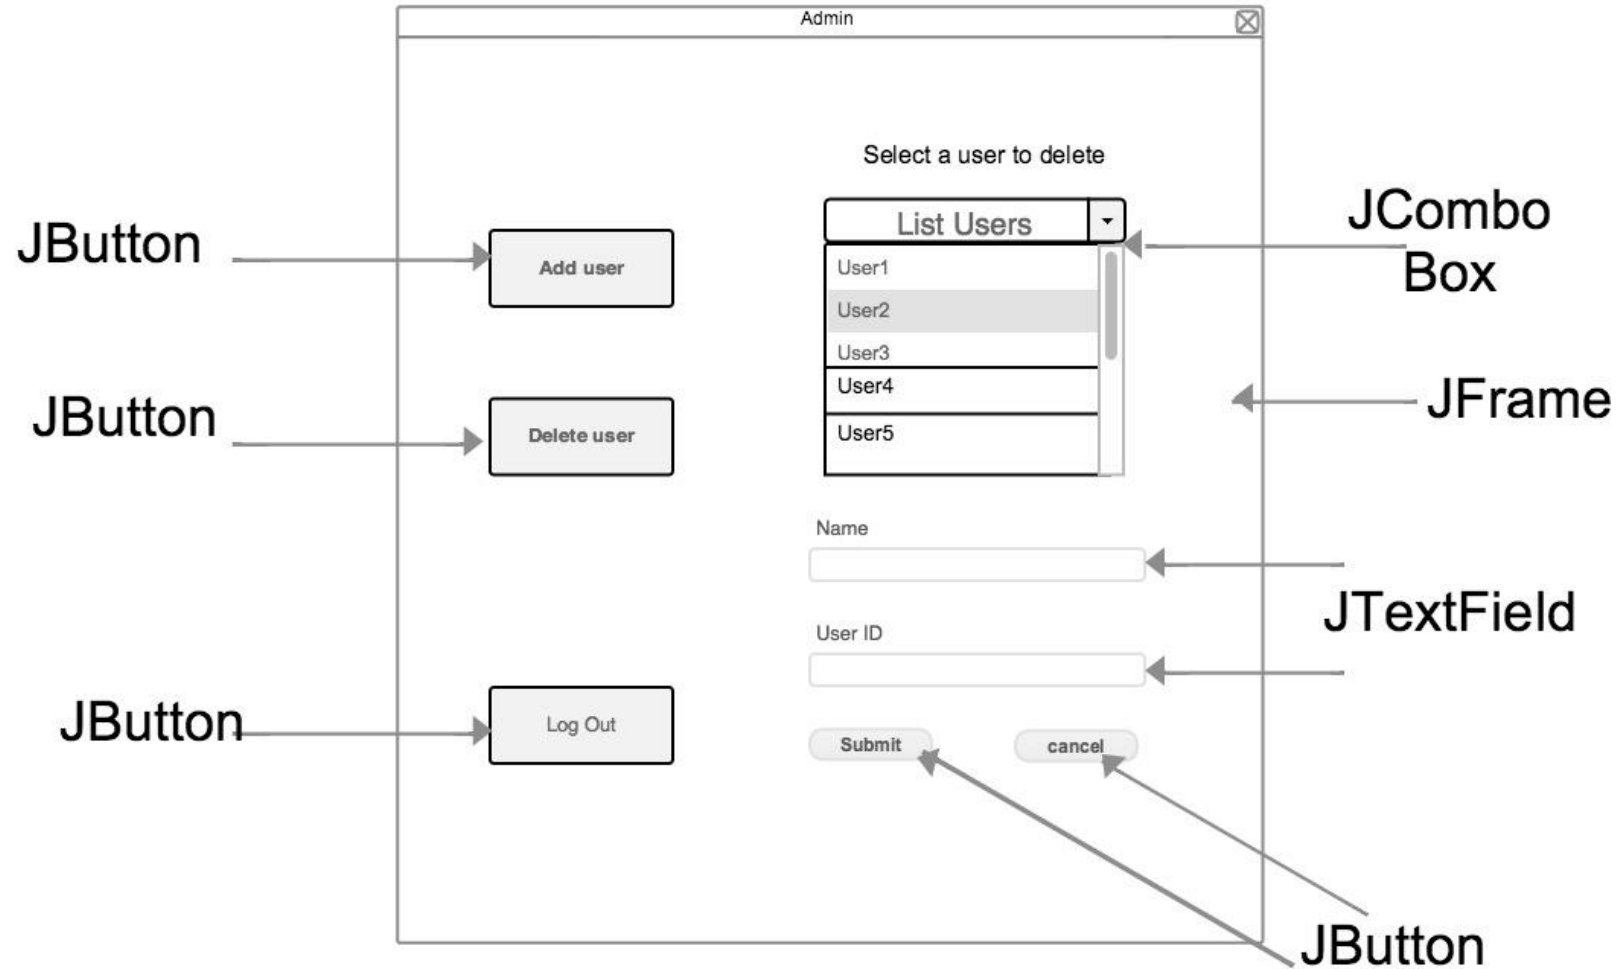 Admin
Select a user to delete
JButton
Add user
List Users
JCombo
Box
User1
User2
User3
User4
User5
JButton
Delete user
JFrame
Name
JTextField
User ID
JButton
Log Out
Submit
cancel
JButton